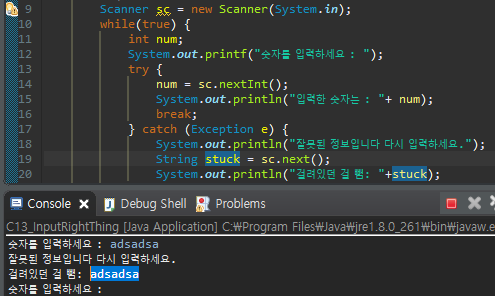 9 Scanner sc = new Scanner(System.in);
10 while(true) {
11 int num;
12 System.out.printf("숫자를 입력하세요 : ");
13 try {
14 num = sc.nextInt();
15 System.out.println("입력한 숫자는 : "+ num);
16 break;
17 } catch (Exception e) {
18 System.out.println("잘못된 정보입니다 다시 입력하세요.");
19 String stuck = sc.next();
20 System.out.println("걸려있던 걸 뺌: "+stuck);
Console Debug Shell Problems
C13_InputRightThing [Java Application] C:\Program Files\Java\jre1.8.0_261\bin\javaw.e
숫자를 입력하세요 : adsadsa
잘못된 정보입니다 다시 입력하세요.
걸려있던 걸 뺌: adsadsa
숫자를 입력하세요 :